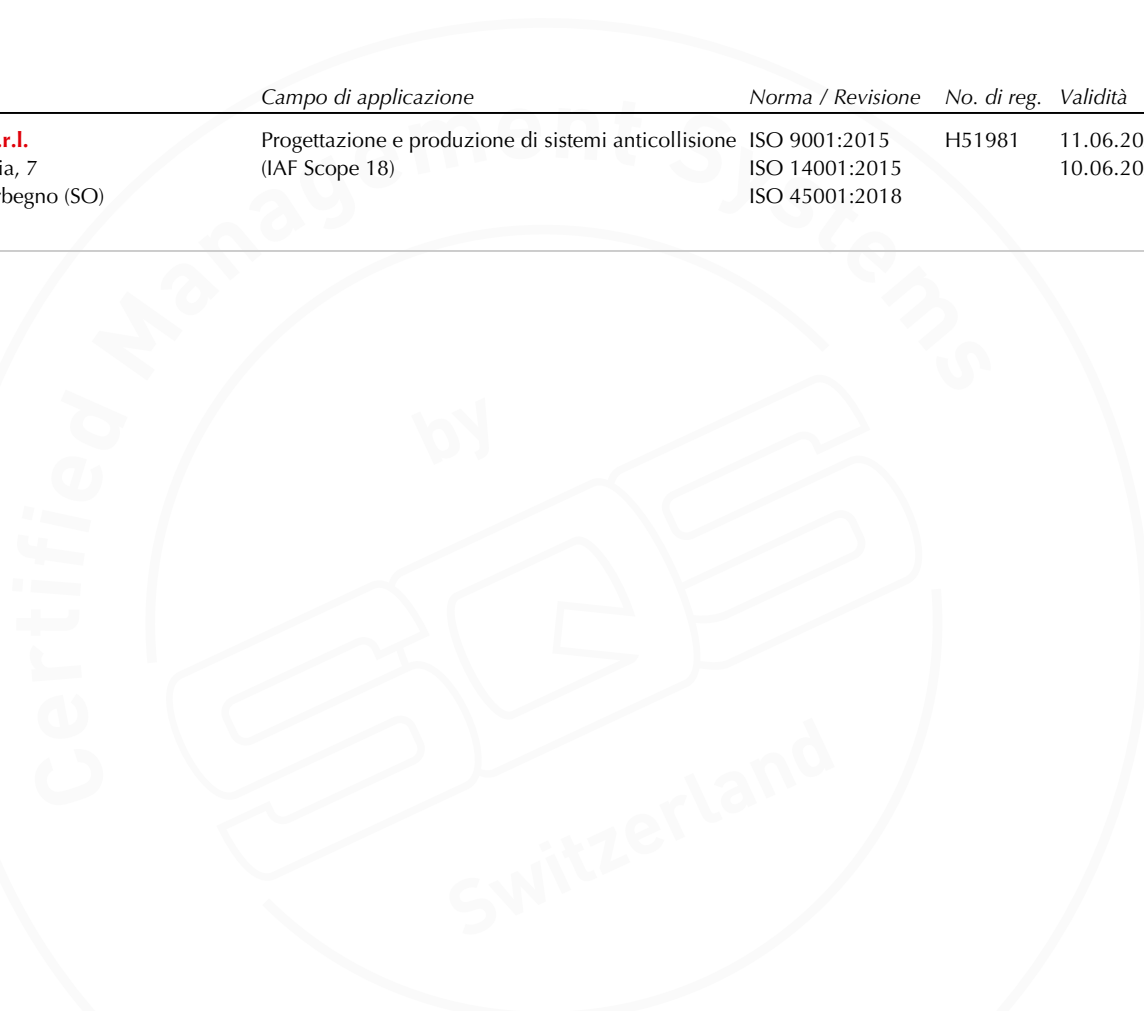 Campo di applicazione Norma / Revisione No. di reg. Validità
.r.l. Progettazione e produzione di sistemi anticollisione ISO 9001:2015 H51981 11.06.20
ia, 7 (IAF Scope 18) ISO 14001:2015 10.06.20
begno (SO) ISO 45001:2018
Certified Management Systems
by
SQS
Switzerland